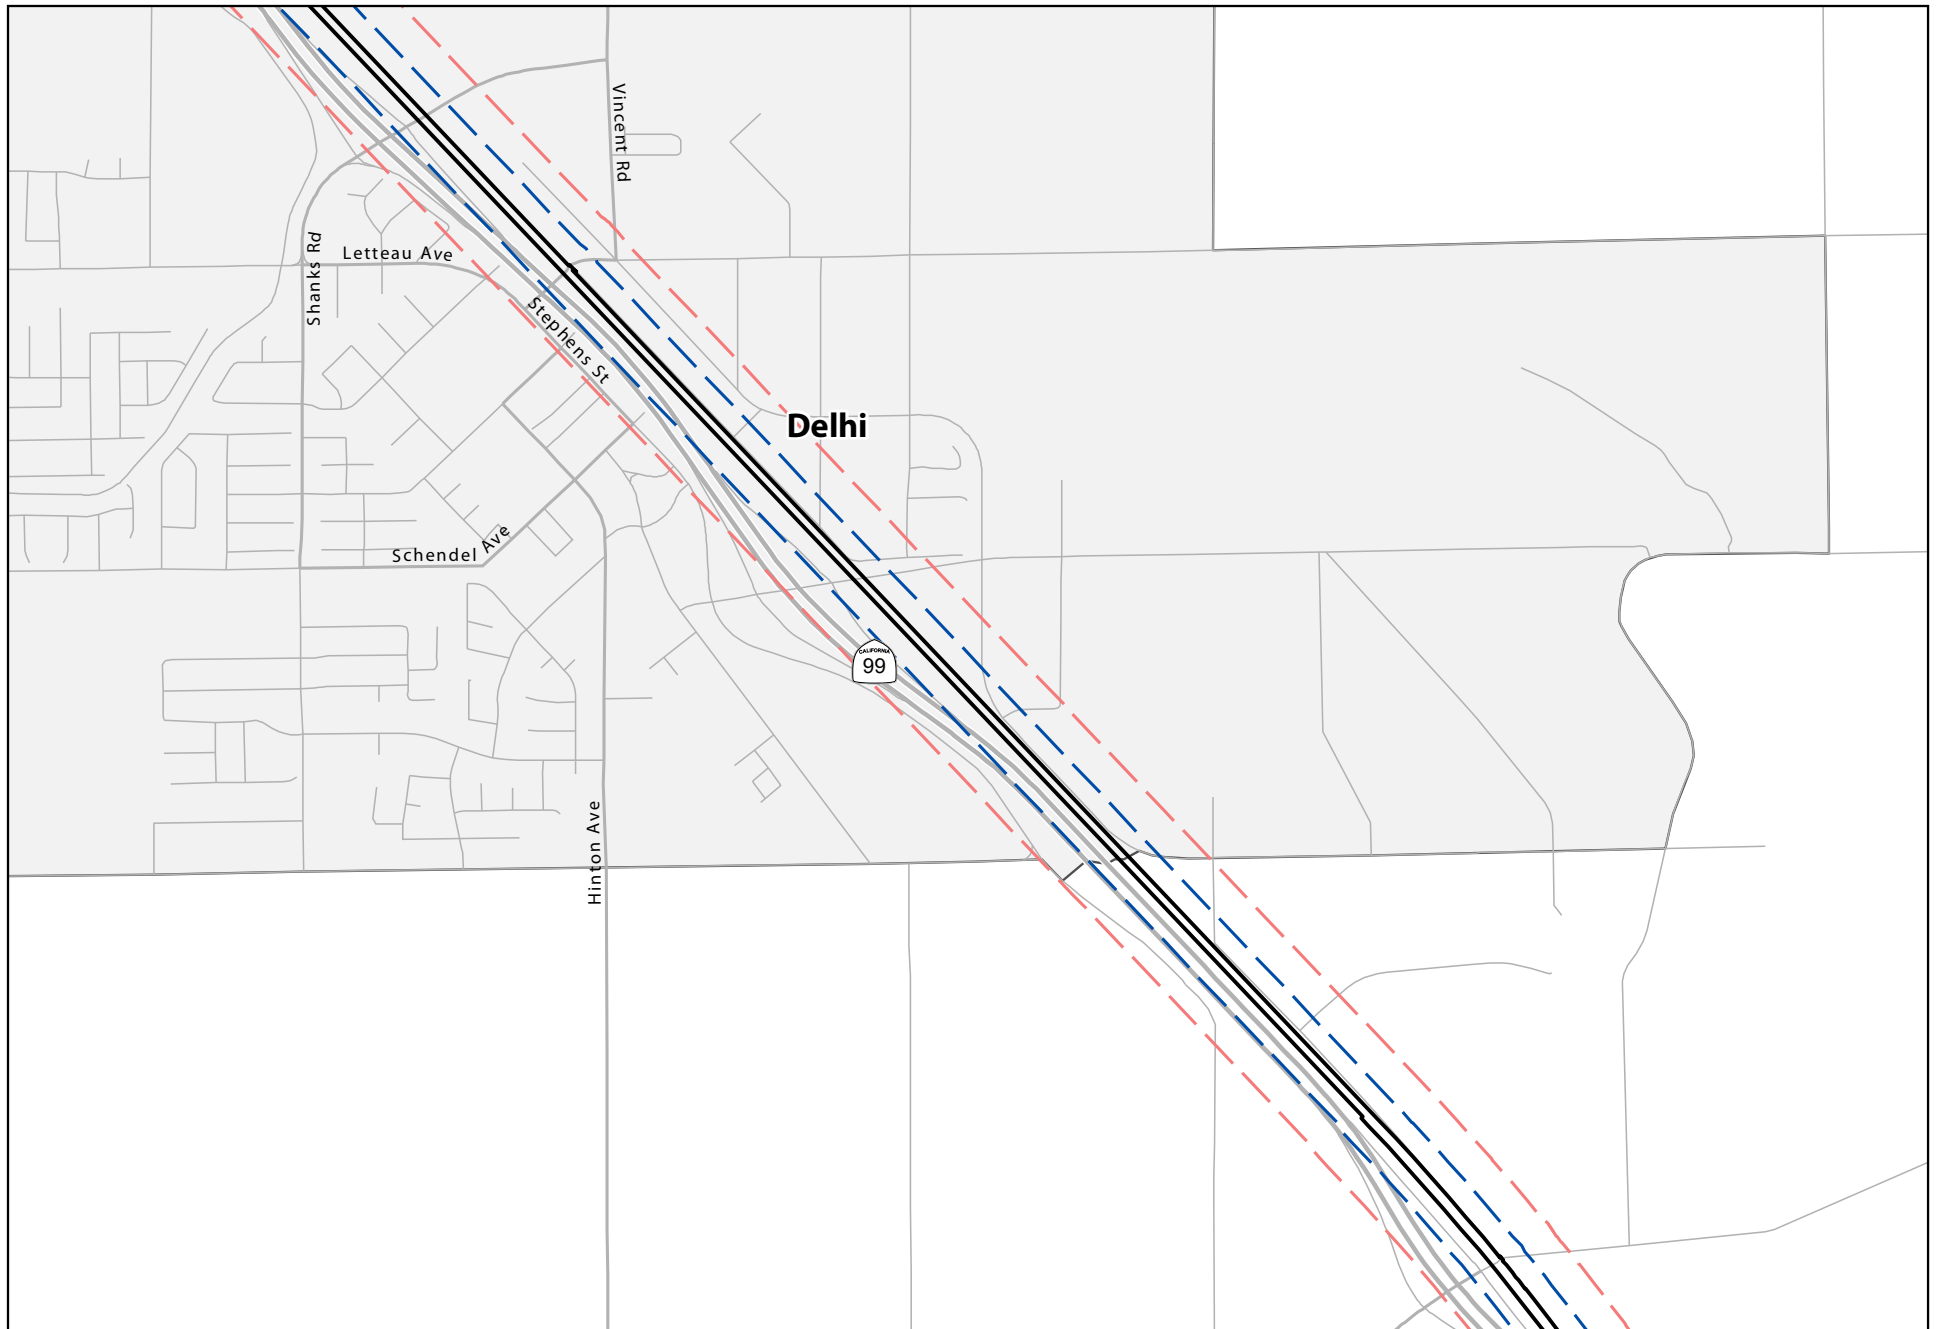 Vincent Rd
Shanks Rd
Letteau Ave
Stephens St
Delhi
Schendel Ave
CALIFORNIA
99
Hinton Ave